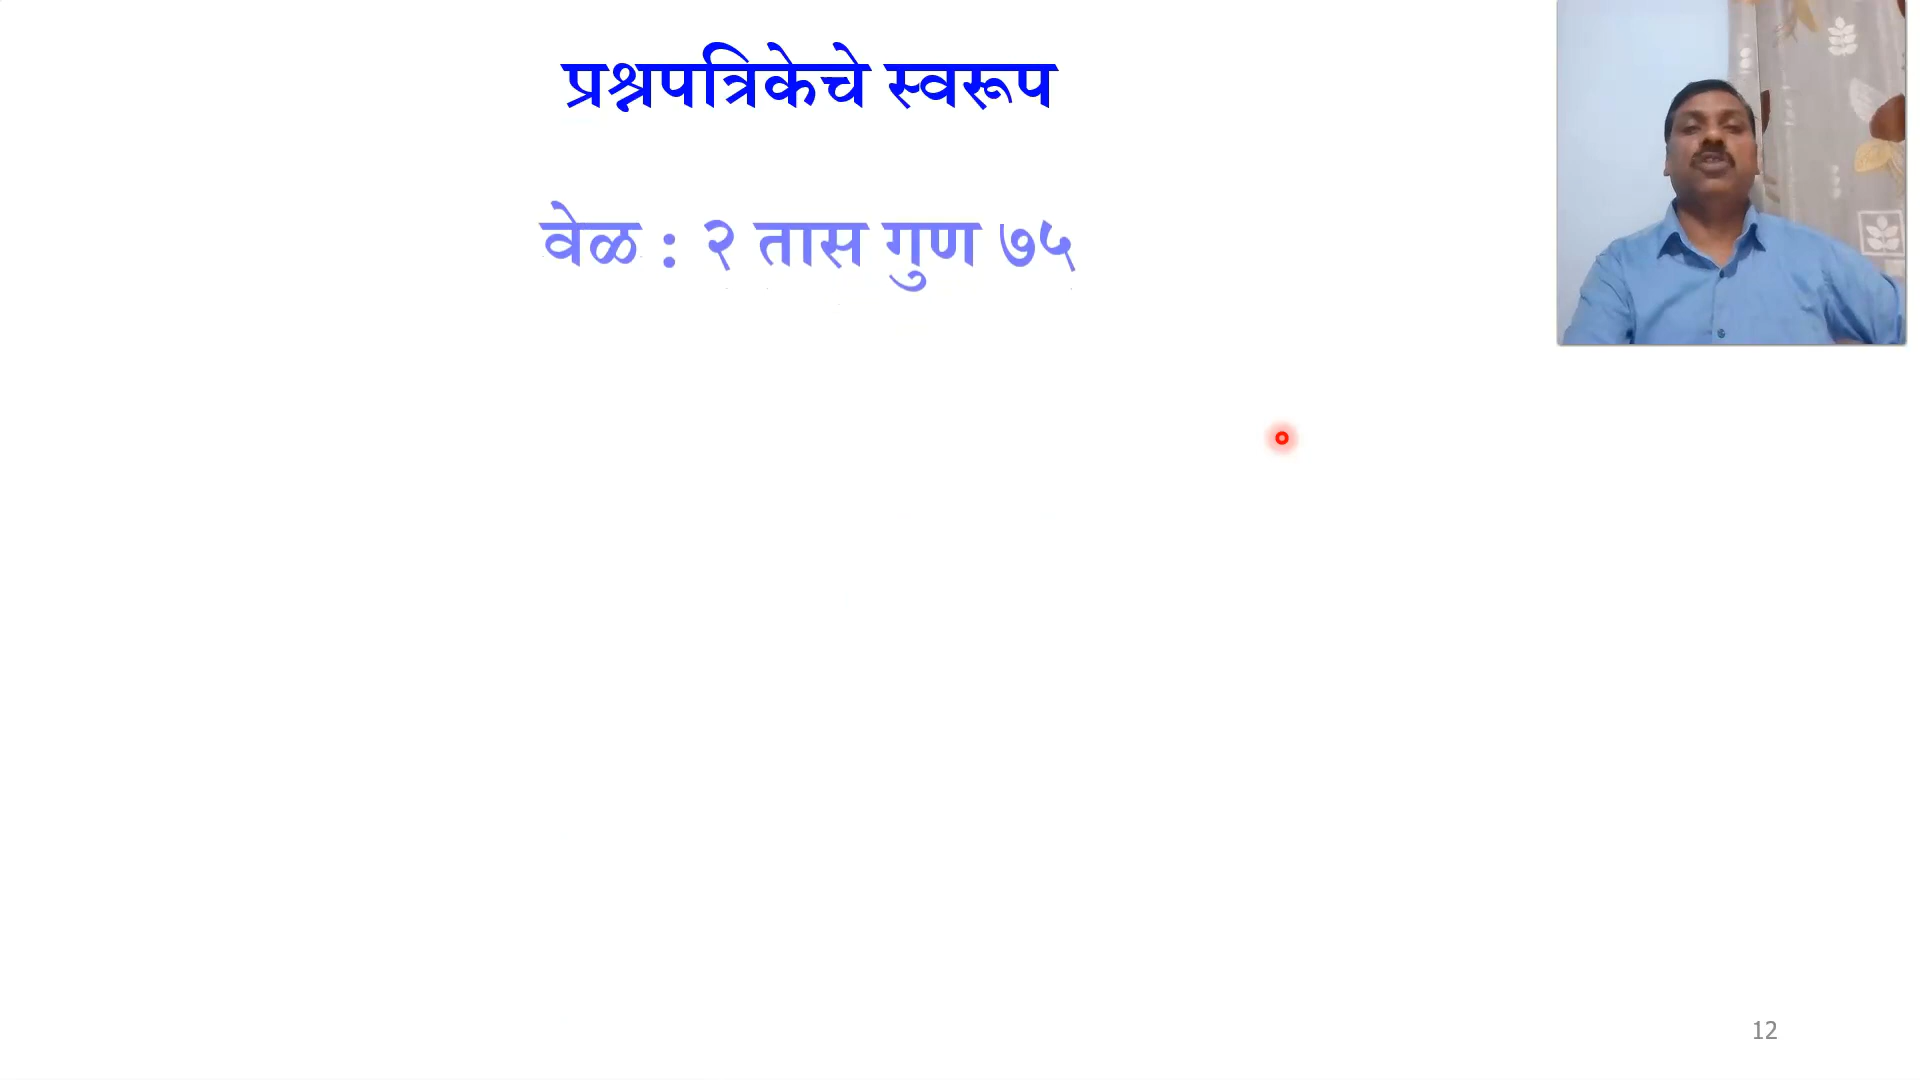 प्रश्नपत्रिकेचे स्वरूप
वेळ : २ तास गुण ७५
12